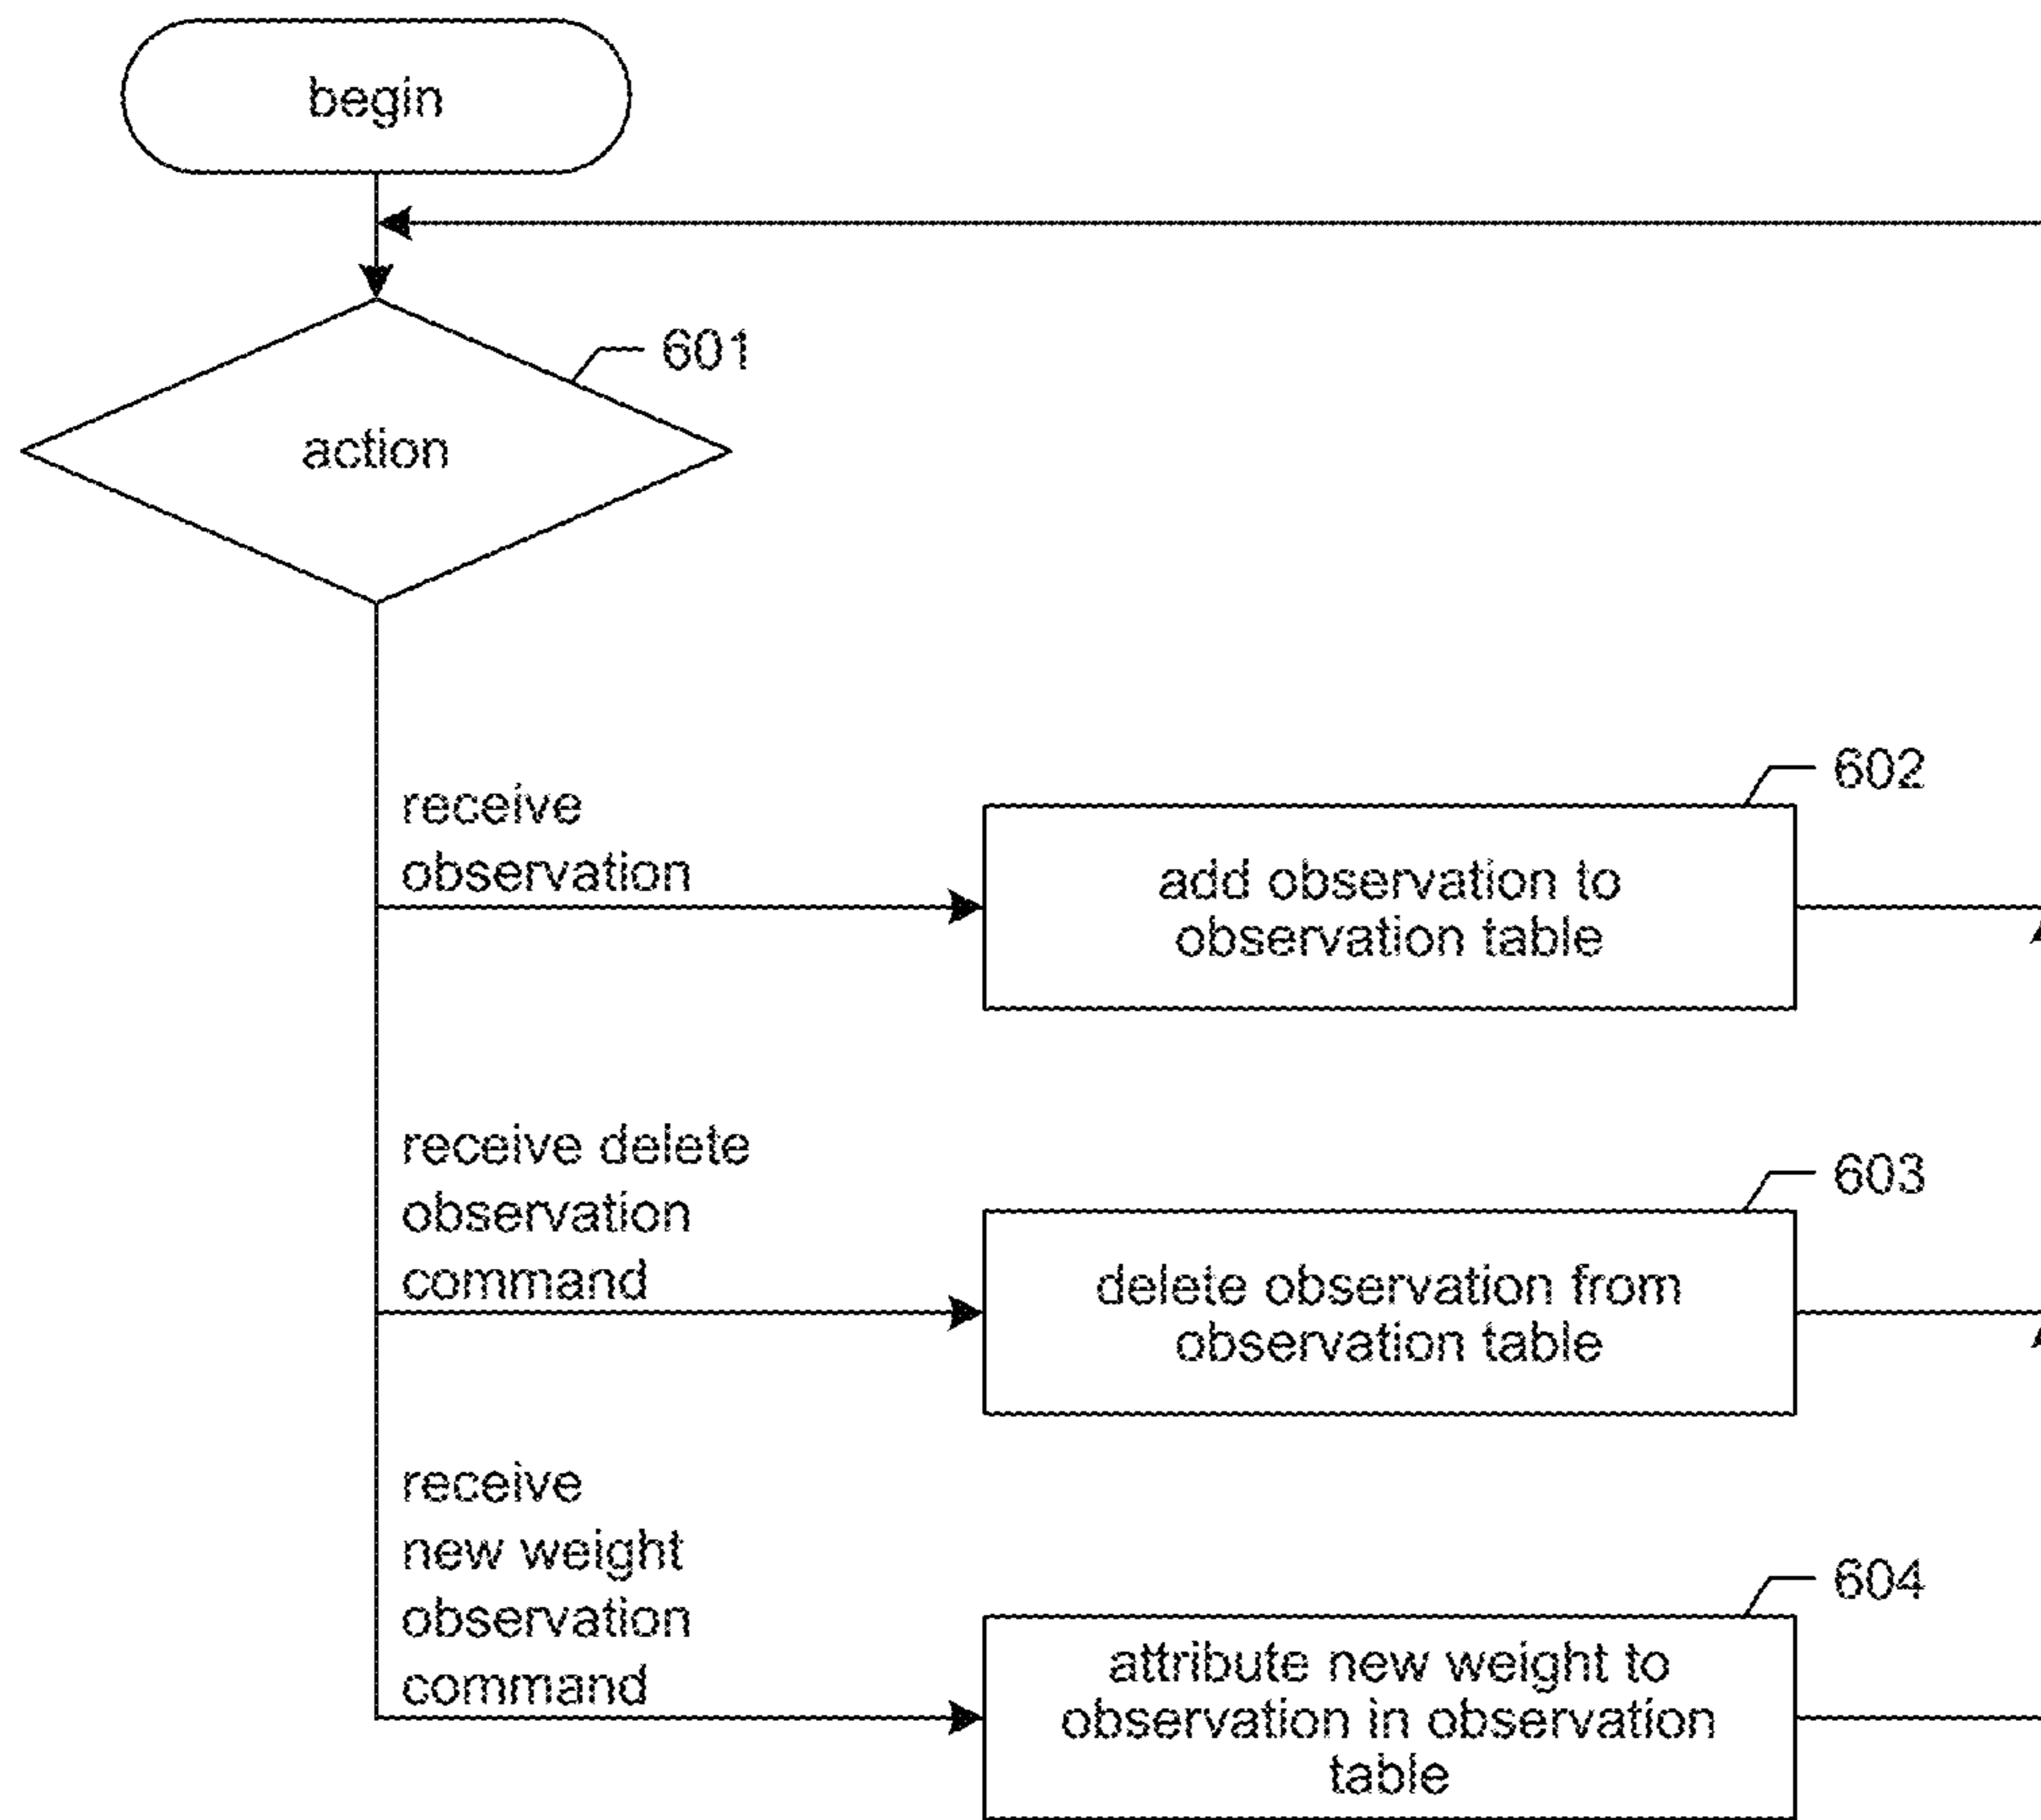 begin
601
action
receive
observation
602
add observation to
observation table
receive delete
observation
command
603
delete observation from
observation table
receive
new weight
observation
command
604
attribute new weight to
observation in observation
table